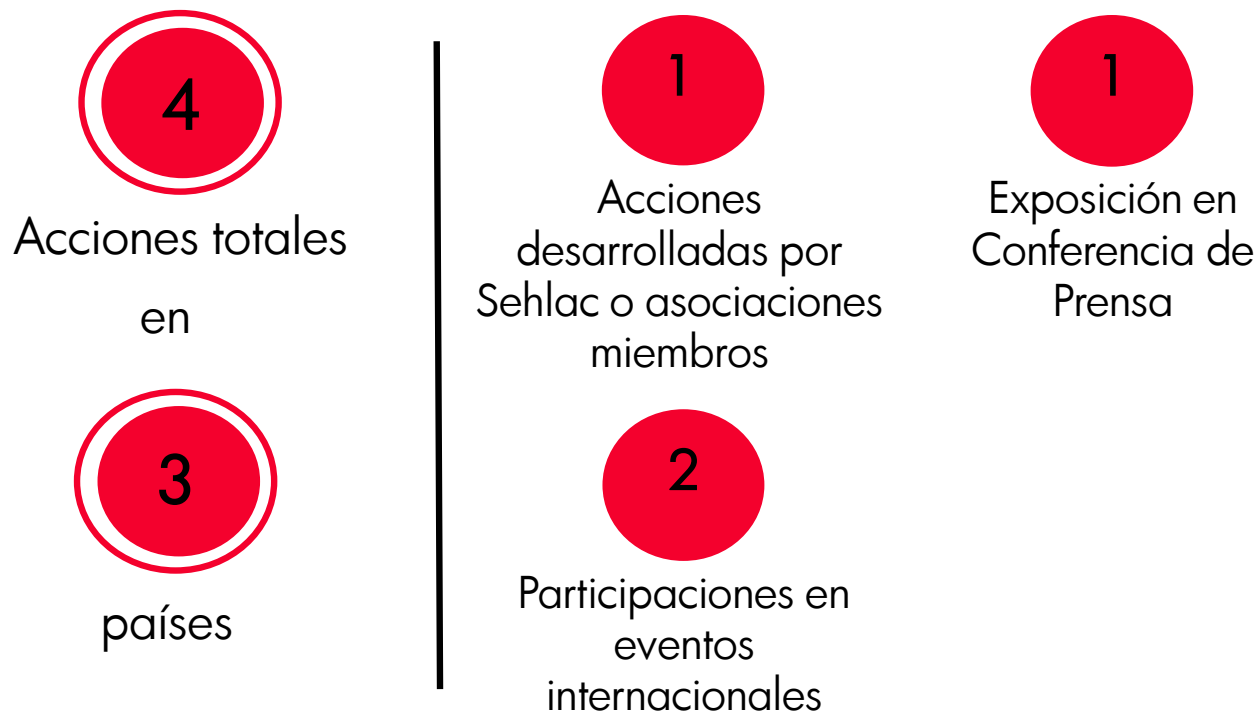 4
Acciones totales
en
3
países
1
Acciones
desarrolladas por
Sehlac o asociaciones
miembros
1
Exposición en
Conferencia de
Prensa
2
Participaciones en
eventos
internacionales